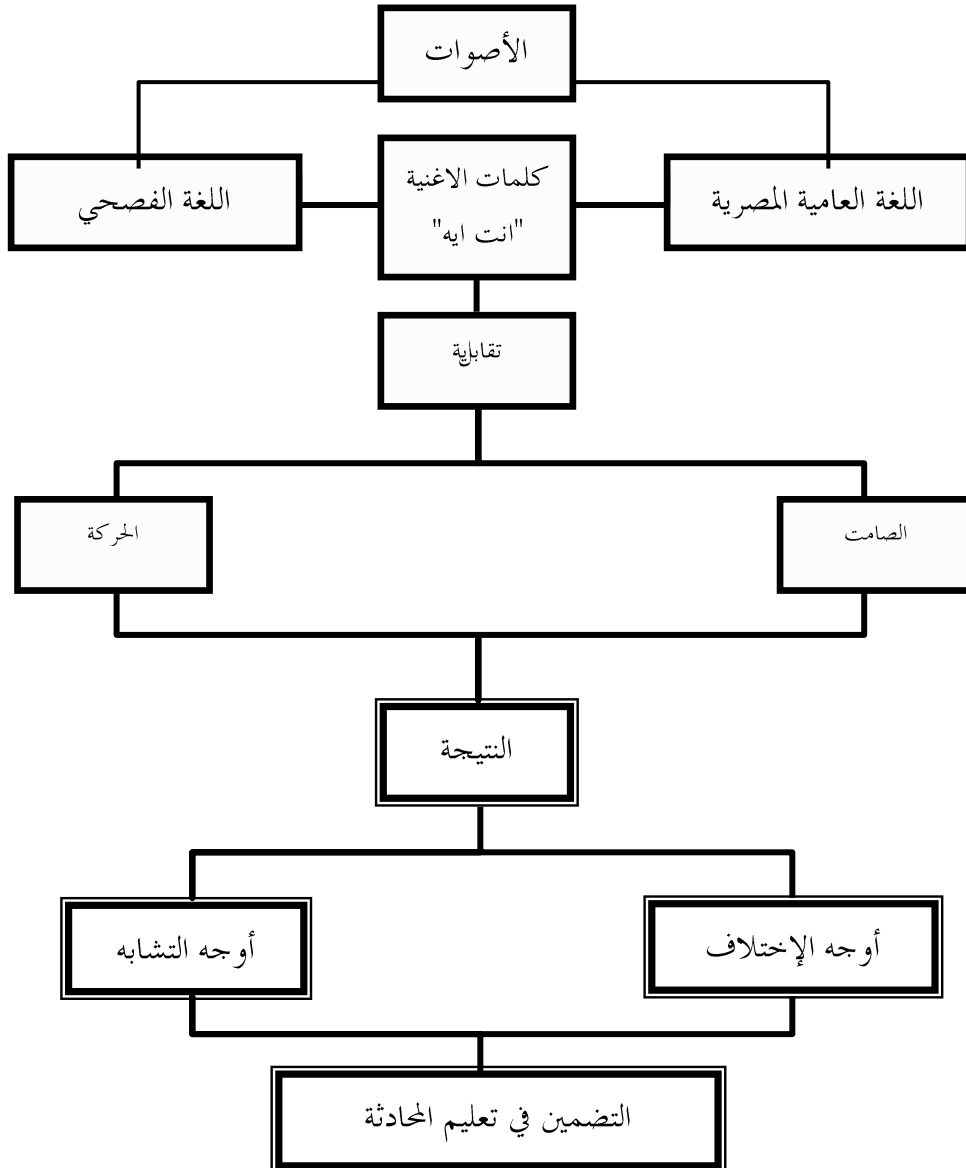 الأصوات
اللغة العامية المصرية
كلمات الاغنية
"انت ايه"
اللغة الفصحي
تقابلية
الصامت
الحركة
النتيجة
أوجه الإختلاف
أوجه التشابه
التضمين في تعليم المحادثة